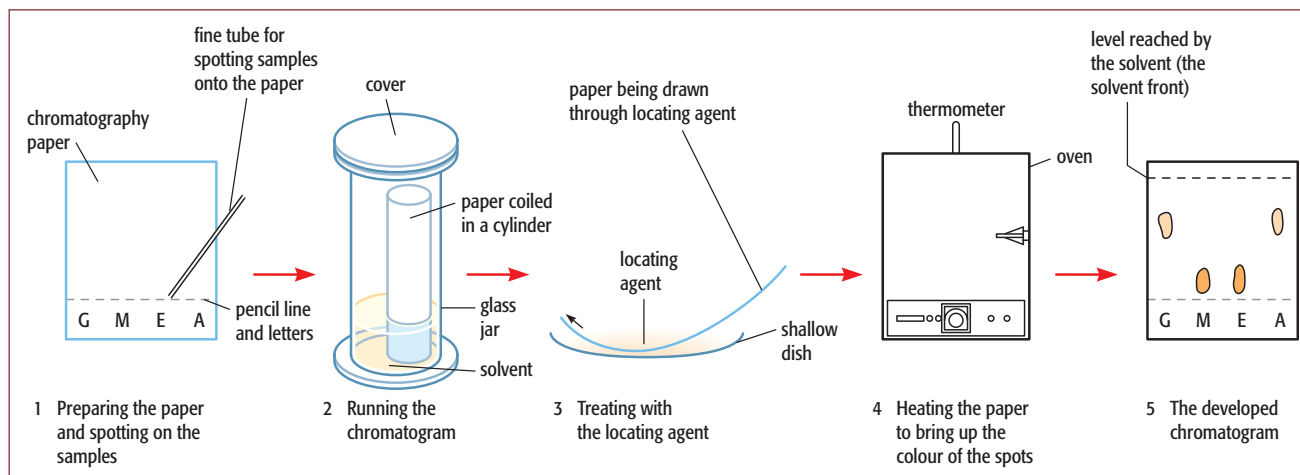 fine tube for
spotting samples
onto the paper
chromatography
paper
G M E A
pencil line
and letters
1 Preparing the paper
and spotting on the
samples
cover
paper coiled
in a cylinder
glass
jar
solvent
2 Running the
chromatogram
paper being drawn
through locating agent
locating
agent
shallow
dish
3 Treating with
the locating agent
thermometer
oven
4 Heating the paper
to bring up the
colour of the spots
level reached by
the solvent (the
solvent front)
G M E A
5 The developed
chromatogram